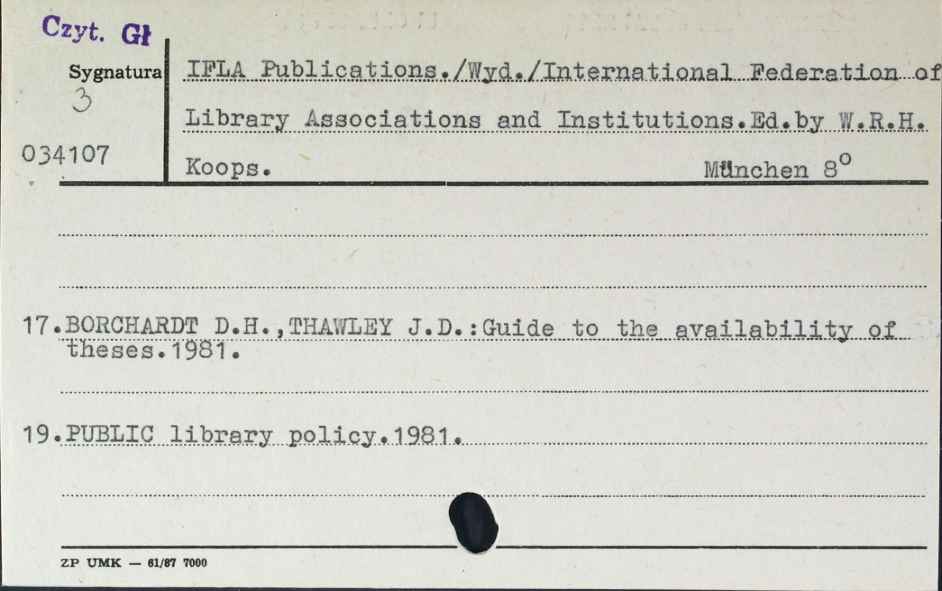 Czyt. Gł
Sygnatura
3
034107
IFLA Publications./Wyd./International Federation of
Library Associations and Institutions.Ed.by W.R.H.
Koops. München 8°
17.BORCHARDT D.H.,THAWLEY J.D.:Guide to the availability of
theses.1981.
19.PUBLIC library policy.1981.
ZP UMK — 61/87 7000